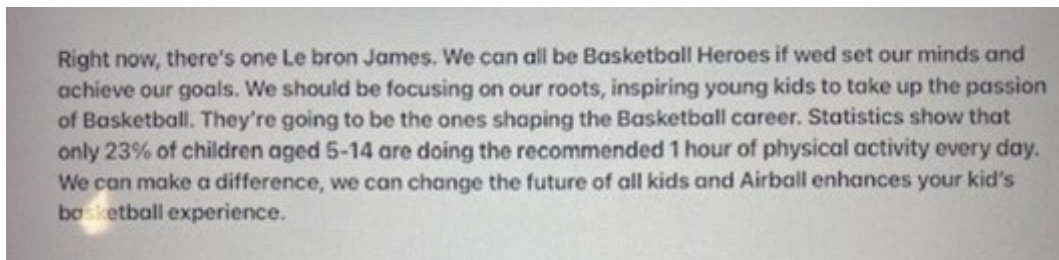 Right now, there's one Le bron James. We can all be Basketball Heroes if wed set our minds and
achieve our goals. We should be focusing on our roots, inspiring young kids to take up the passion
of Basketball. They're going to be the ones shaping the Basketball career. Statistics show that
only 23% of children aged 5-14 are doing the recommended 1 hour of physical activity every day.
We can make a difference, we can change the future of all kids and Airball enhances your kid's
basketball experience.